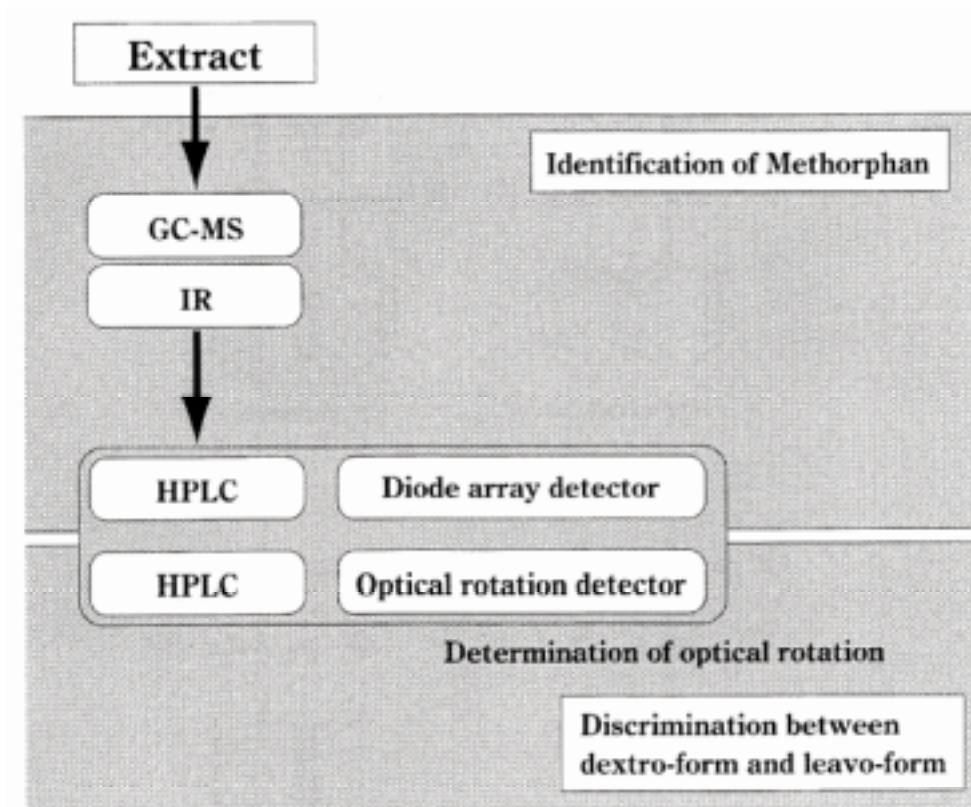 Extract
Identification of Methorphan
GC-MS
IR
HPLC
Diode array detector
HPLC
Optical rotation detector
Determination of optical rotation
Discrimination between
dextro-form and leavo-form